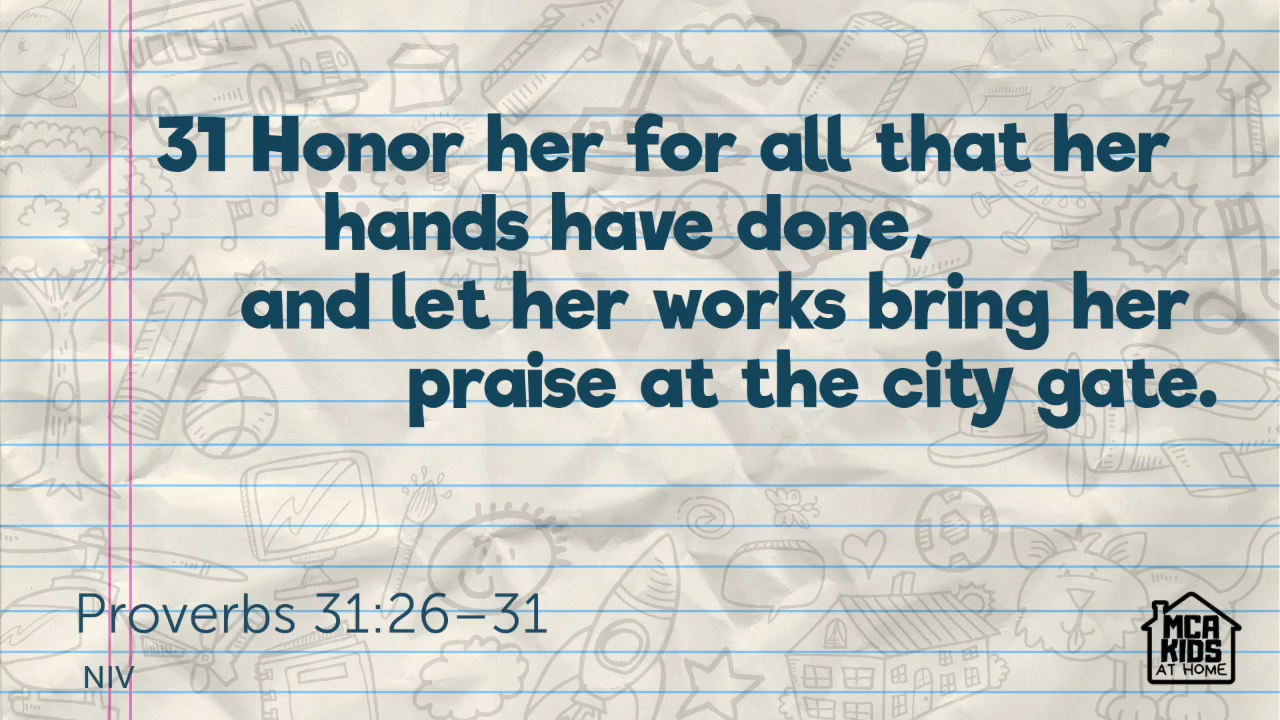 31 Honor her for all that her
hands have done,
and let her works bring her
praise at the city gate.
Proverbs 31:26–31
NIV
MCA
KIDS
AT HOME